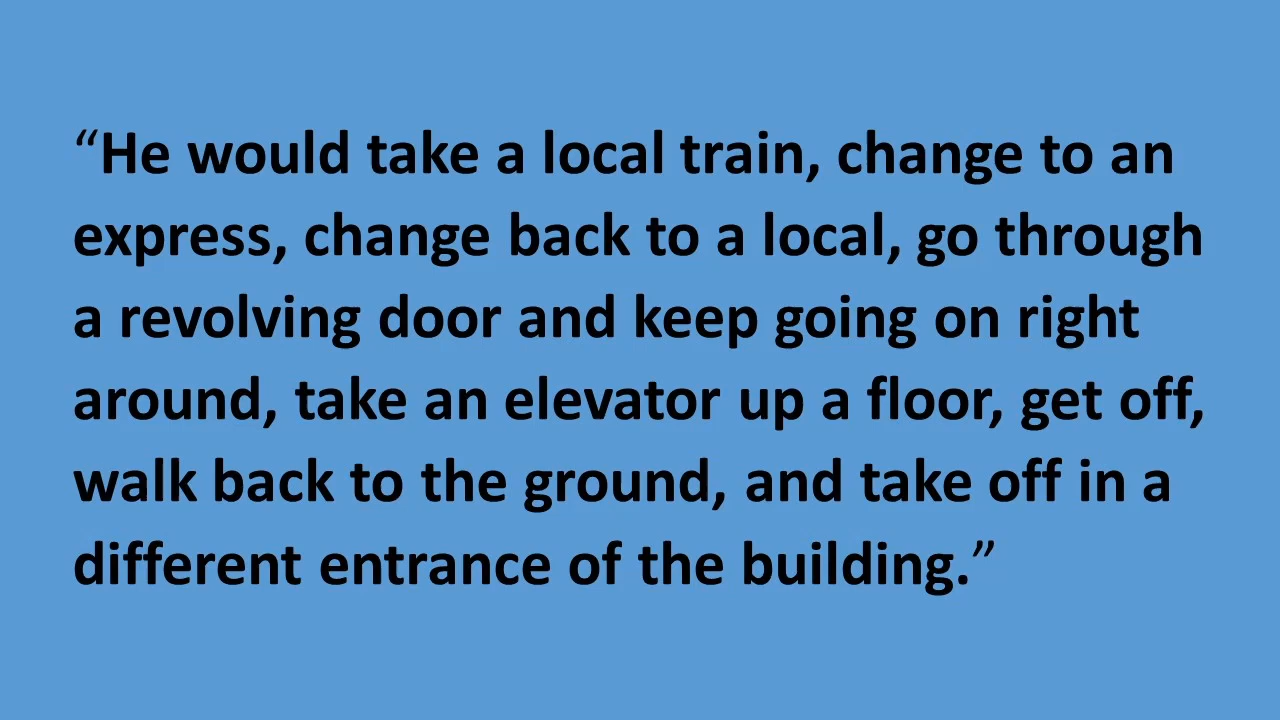 “He would take a local train, change to an
express, change back to a local, go through
a revolving door and keep going on right
around, take an elevator up a floor, get off,
walk back to the ground, and take off in a
different entrance of the building.”